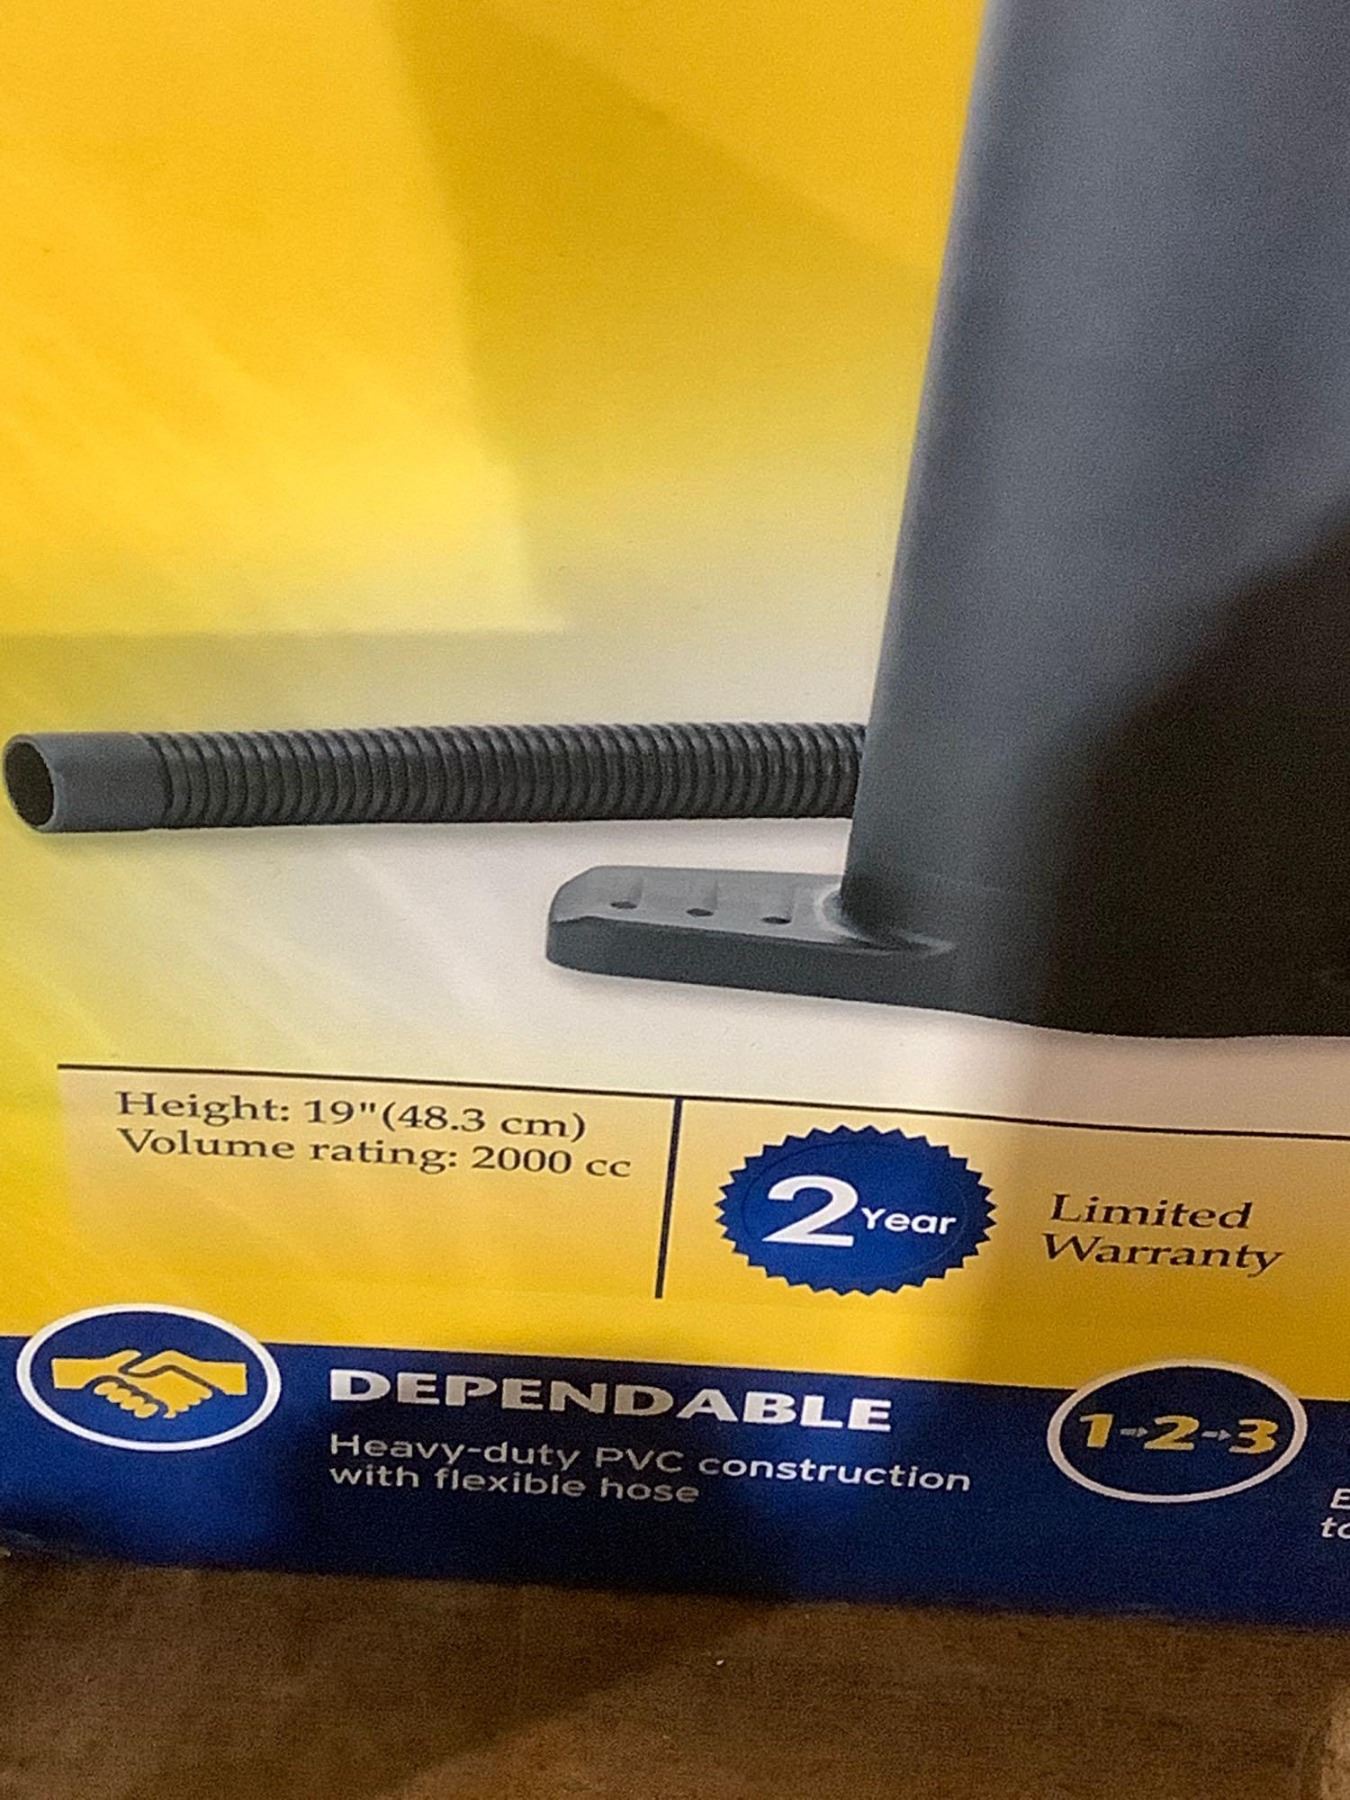 Height: 19"(48.3 cm)
Volume rating: 2000 cc
2 Year
Limited
Warranty
DEPENDABLE
Heavy-duty PVC construction
with flexible hose
1-2-3